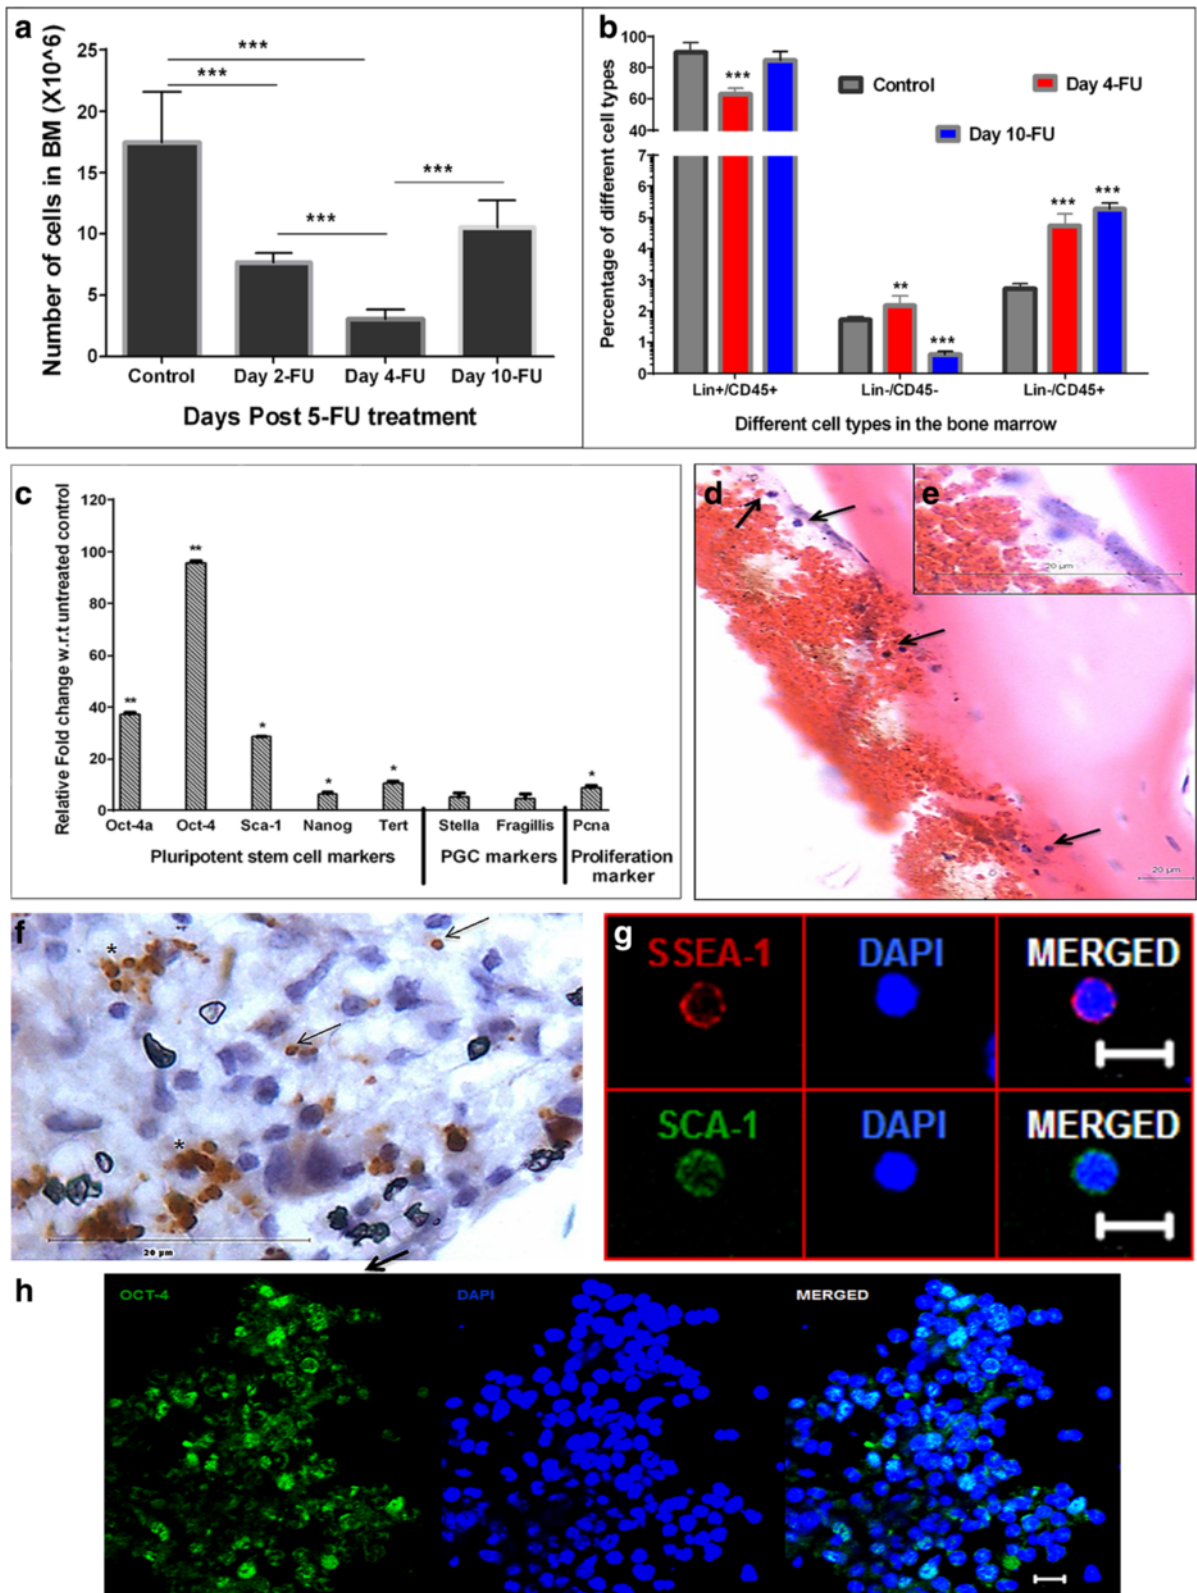 a
Number of cells in BM (X10^6)
25
20
15
10
5
0
***
***
***
***
Control
Day 2-FU
Day 4-FU
Day 10-FU
Days Post 5-FU treatment
b
Percentage of different cell types
100
80
60
40
7
6
5
4
3
2
1
0
Control
Day 4-FU
Day 10-FU
***
**
***
***
***
Lin+/CD45+
Lin-/CD45-
Lin-/CD45+
Different cell types in the bone marrow
c
Relative Fold change w.r.t untreated control
120
100
80
60
40
20
0
**
**
*
*
*
*
Oct-4a
Oct-4
Sca-1
Nanog
Tert
Stella
Fragillis
Pcna
Pluripotent stem cell markers
PGC markers
Proliferation
marker
d
20 µm
e
20 µm
f
*
*
20 µm
g
SSEA-1
DAPI
MERGED
SCA-1
DAPI
MERGED
h
OCT-4
DAPI
MERGED